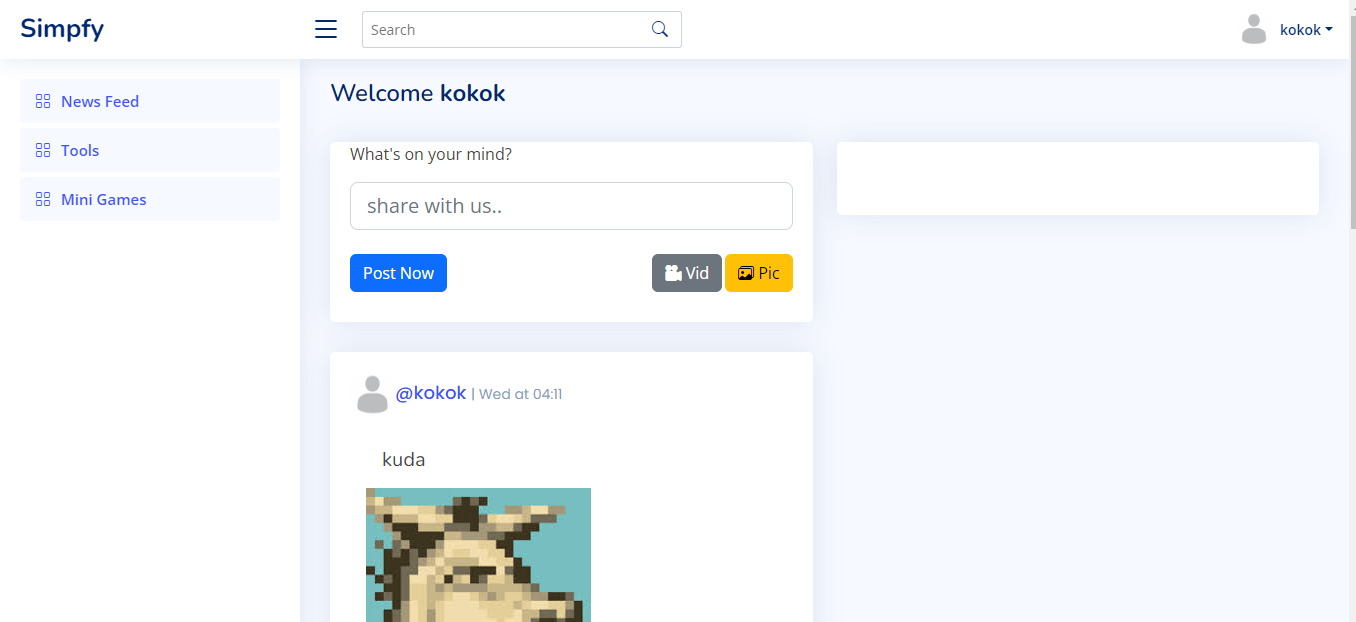 Simpfy
Search
kokok
News Feed
Tools
Mini Games
Welcome kokok
What's on your mind?
share with us..
Post Now
Vid
Pic
@kokok | Wed at 04:11
kuda